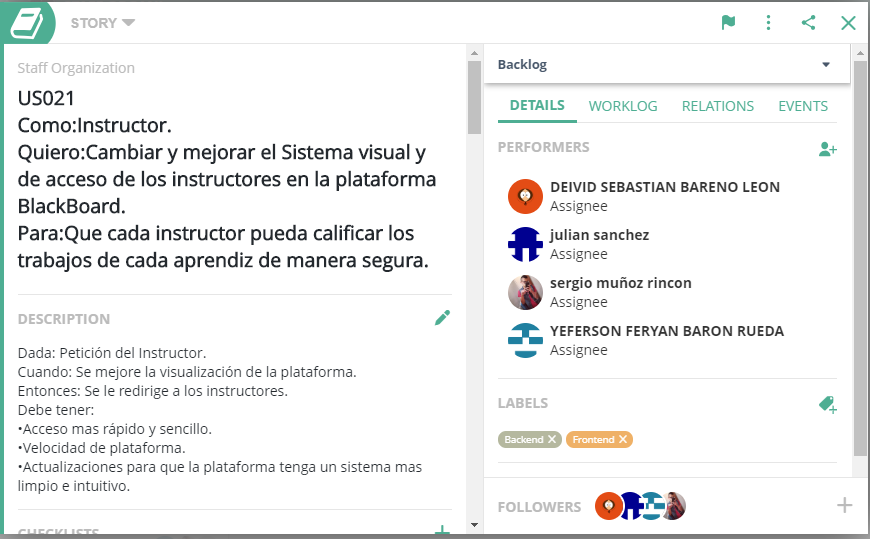 STORY
Staff Organization
US021
Como:Instructor.
Quiero:Cambiar y mejorar el Sistema visual y
de acceso de los instructores en la plataforma
BlackBoard.
Para:Que cada instructor pueda calificar los
trabajos de cada aprendiz de manera segura.
DESCRIPTION
Dada: Petición del Instructor.
Cuando: Se mejore la visualización de la plataforma.
Entonces: Se le redirige a los instructores.
Debe tener:
•Acceso mas rápido y sencillo.
•Velocidad de plataforma.
•Actualizaciones para que la plataforma tenga un sistema mas
limpio e intuitivo.
CHECKLISTS
Backlog
DETAILS WORKLOG RELATIONS EVENTS
PERFORMERS
DEIVID SEBASTIAN BARENO LEON
Assignee
julian sanchez
Assignee
sergio muñoz rincon
Assignee
YEFERSON FERYAN BARON RUEDA
Assignee
LABELS
Backend Frontend
FOLLOWERS